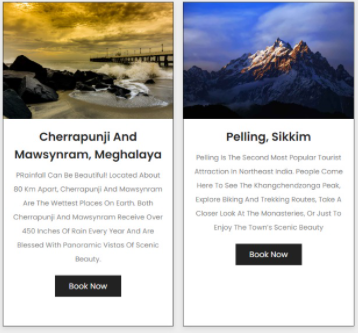 Cherrapunji And
Mawsynram, Meghalaya
PRainfall Can Be Beautiful! Located About
80 Km Apart, Cherrapunji And Mawsynram
Are The Wettest Places On Earth. Both
Cherrapunji And Mawsynram Receive Over
450 Inches Of Rain Every Year And Are
Blessed With Panoramic Vistas Of Scenic
Beauty.
Book Now
Pelling, Sikkim
Pelling Is The Second Most Popular Tourist
Attraction In Northeast India. People Come
Here To See The Khangchendzonga Peak,
Explore Biking And Trekking Routes, Take A
Closer Look At The Monasteries, Or Just To
Enjoy The Town's Scenic Beauty
Book Now